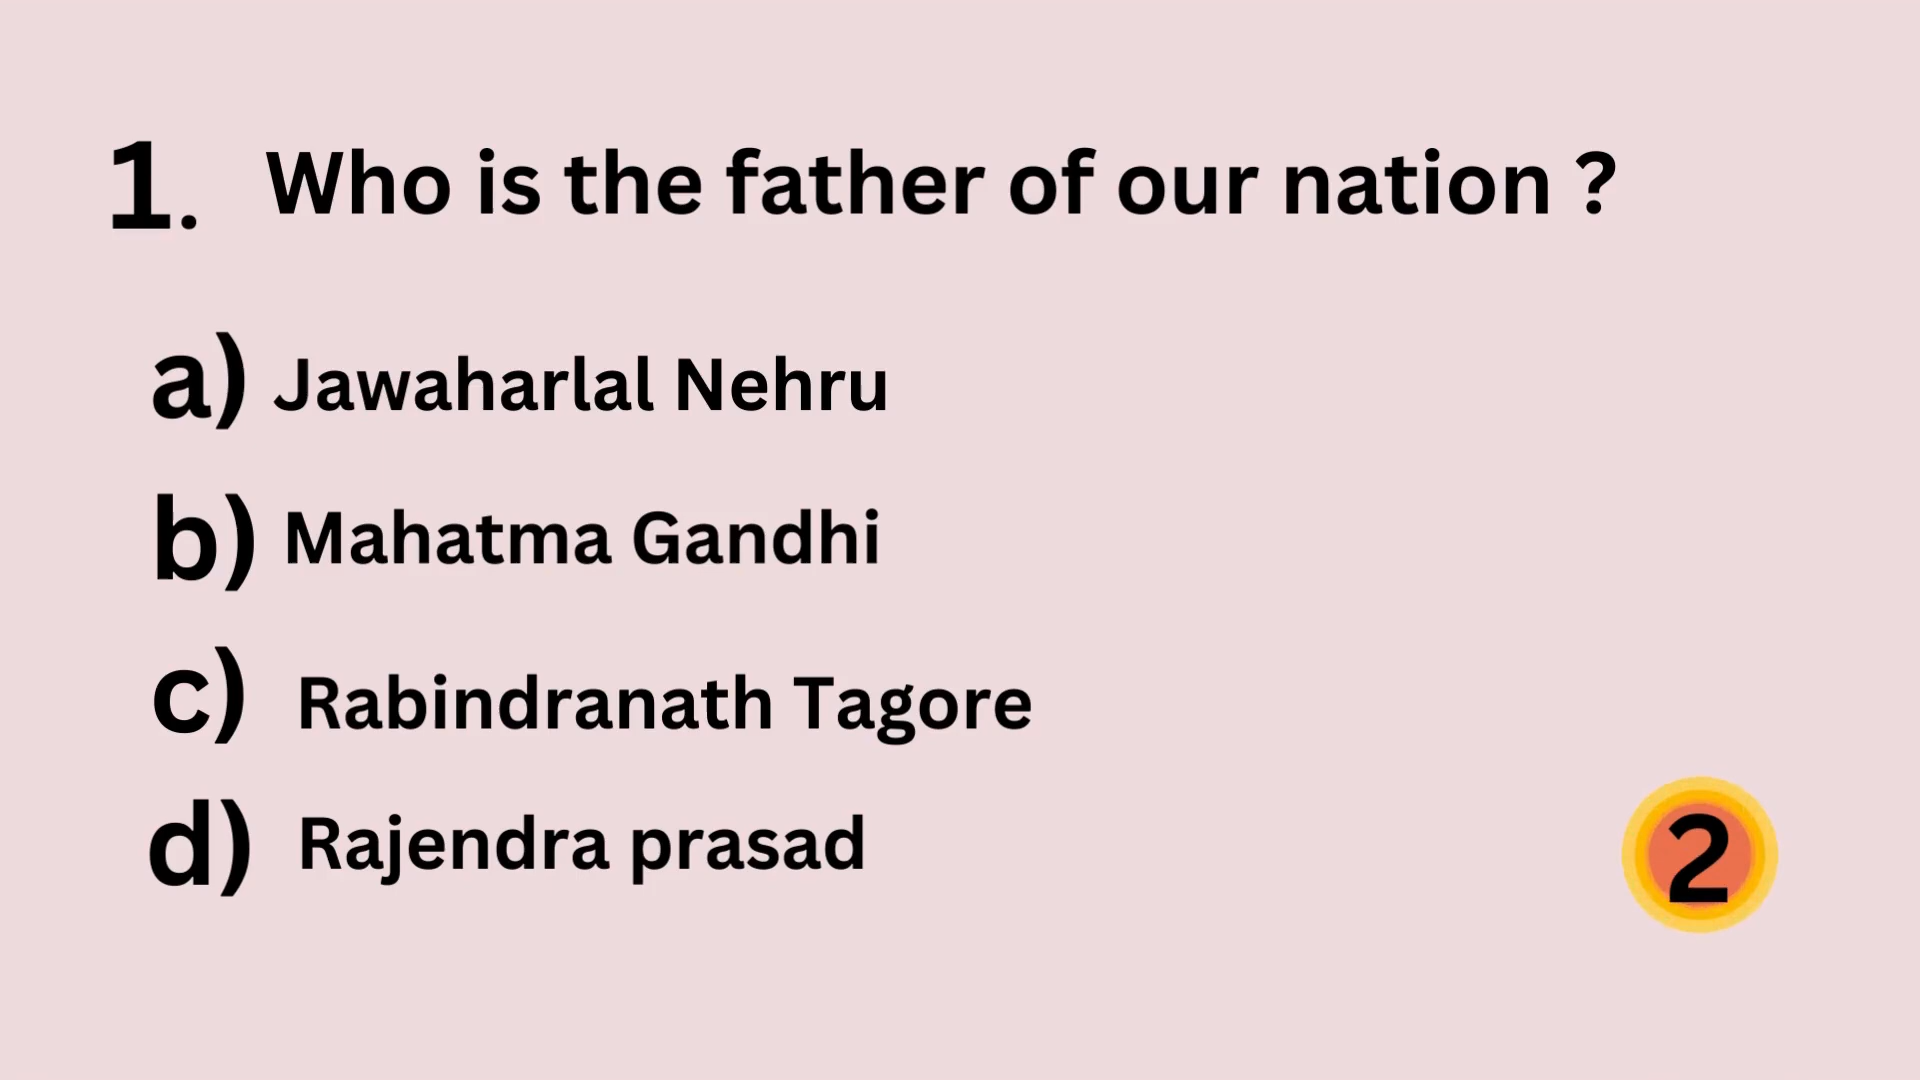 1. Who is the father of our nation ?
a) Jawaharlal Nehru
b) Mahatma Gandhi
c) Rabindranath Tagore
d) Rajendra prasad
2